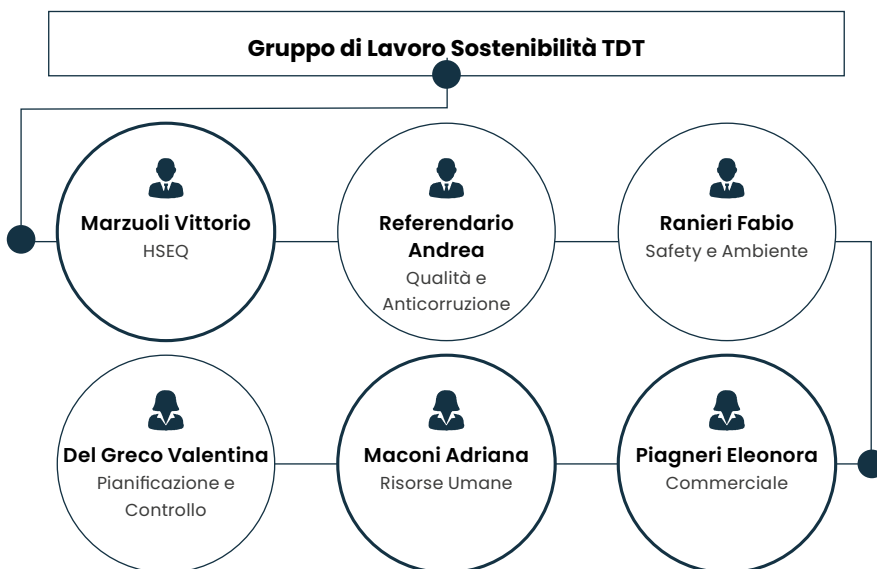 Gruppo di Lavoro Sostenibilità TDT
Marzuoli Vittorio
HSEQ
Referendario
Andrea
Qualità e
Anticorruzione
Ranieri Fabio
Safety e Ambiente
Del Greco Valentina
Pianificazione e
Controllo
Maconi Adriana
Risorse Umane
Piagneri Eleonora
Commerciale